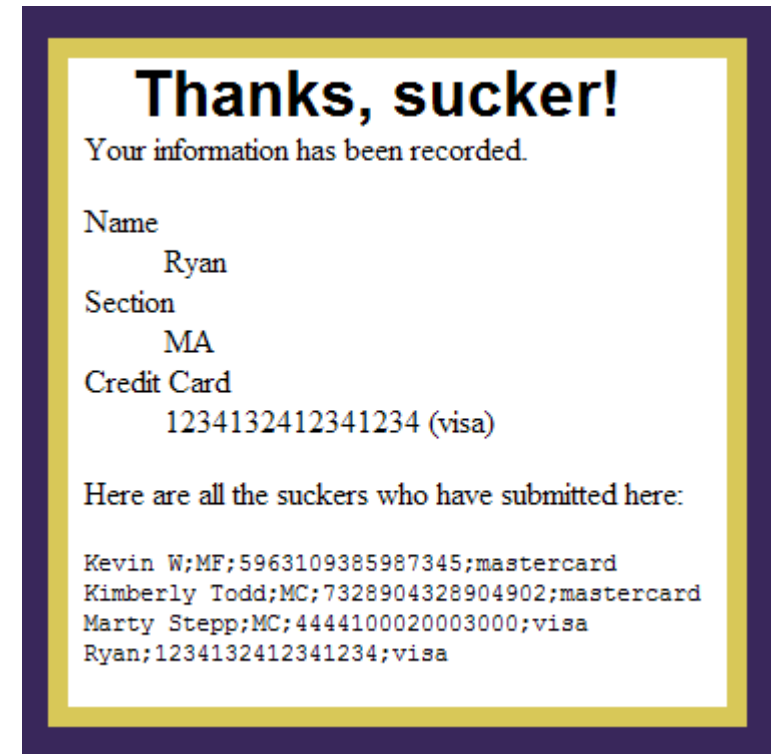 Thanks, sucker!
Your information has been recorded.
Name
Ryan
Section
MA
Credit Card
1234132412341234 (visa)
Here are all the suckers who have submitted here:
Kevin W;MF;5963109385987345;mastercard
Kimberly Todd;MC;7328904328904902;mastercard
Marty Stepp;MC;4444100020003000;visa
Ryan;1234132412341234;visa